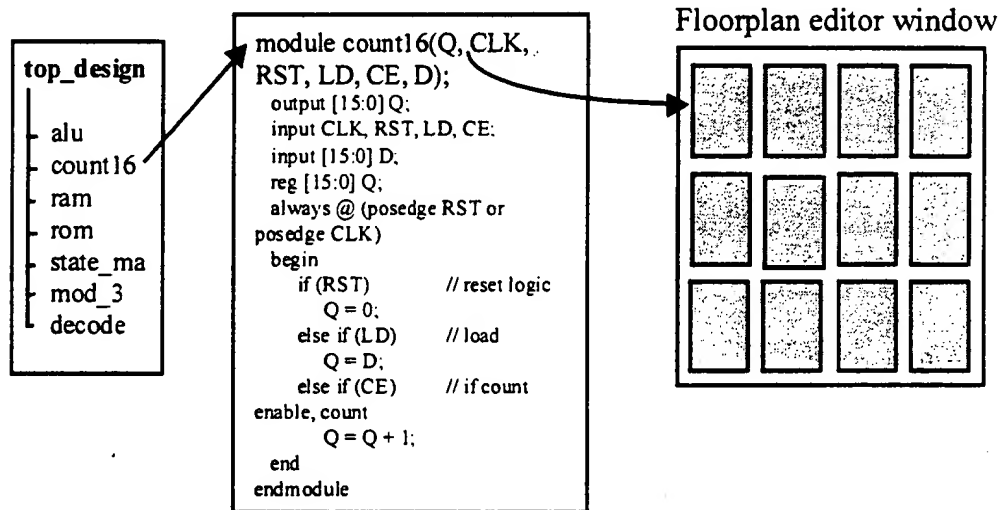 Floorplan editor window
top_design
alu
count16
ram
rom
state_ma
mod_3
decode
module count16(Q, CLK,
RST, LD, CE, D);
output [15:0] Q;
input CLK, RST, LD, CE;
input [15:0] D;
reg [15:0] Q;
always @ (posedge RST or
posedge CLK)
begin
if (RST) // reset logic
Q = 0;
else if (LD) // load
Q = D;
else if (CE) // if count
enable, count
Q = Q + 1;
end
endmodule